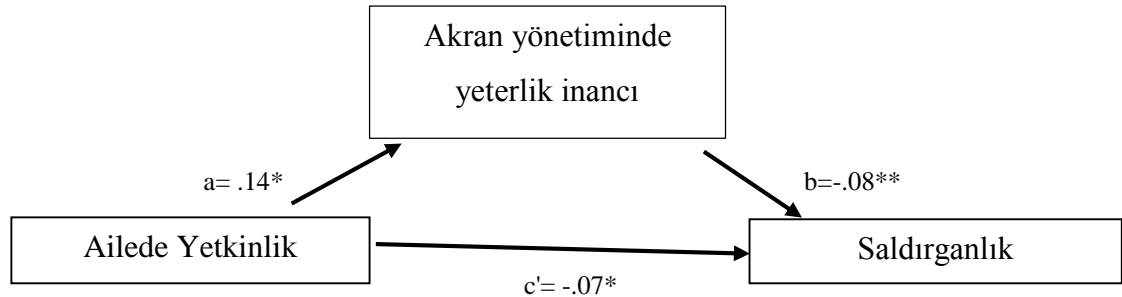 Akran yönetiminde
yeterlik inancı
a= .14*
b=-.08**
Ailede Yetkinlik
Saldırganlık
c'= -.07*